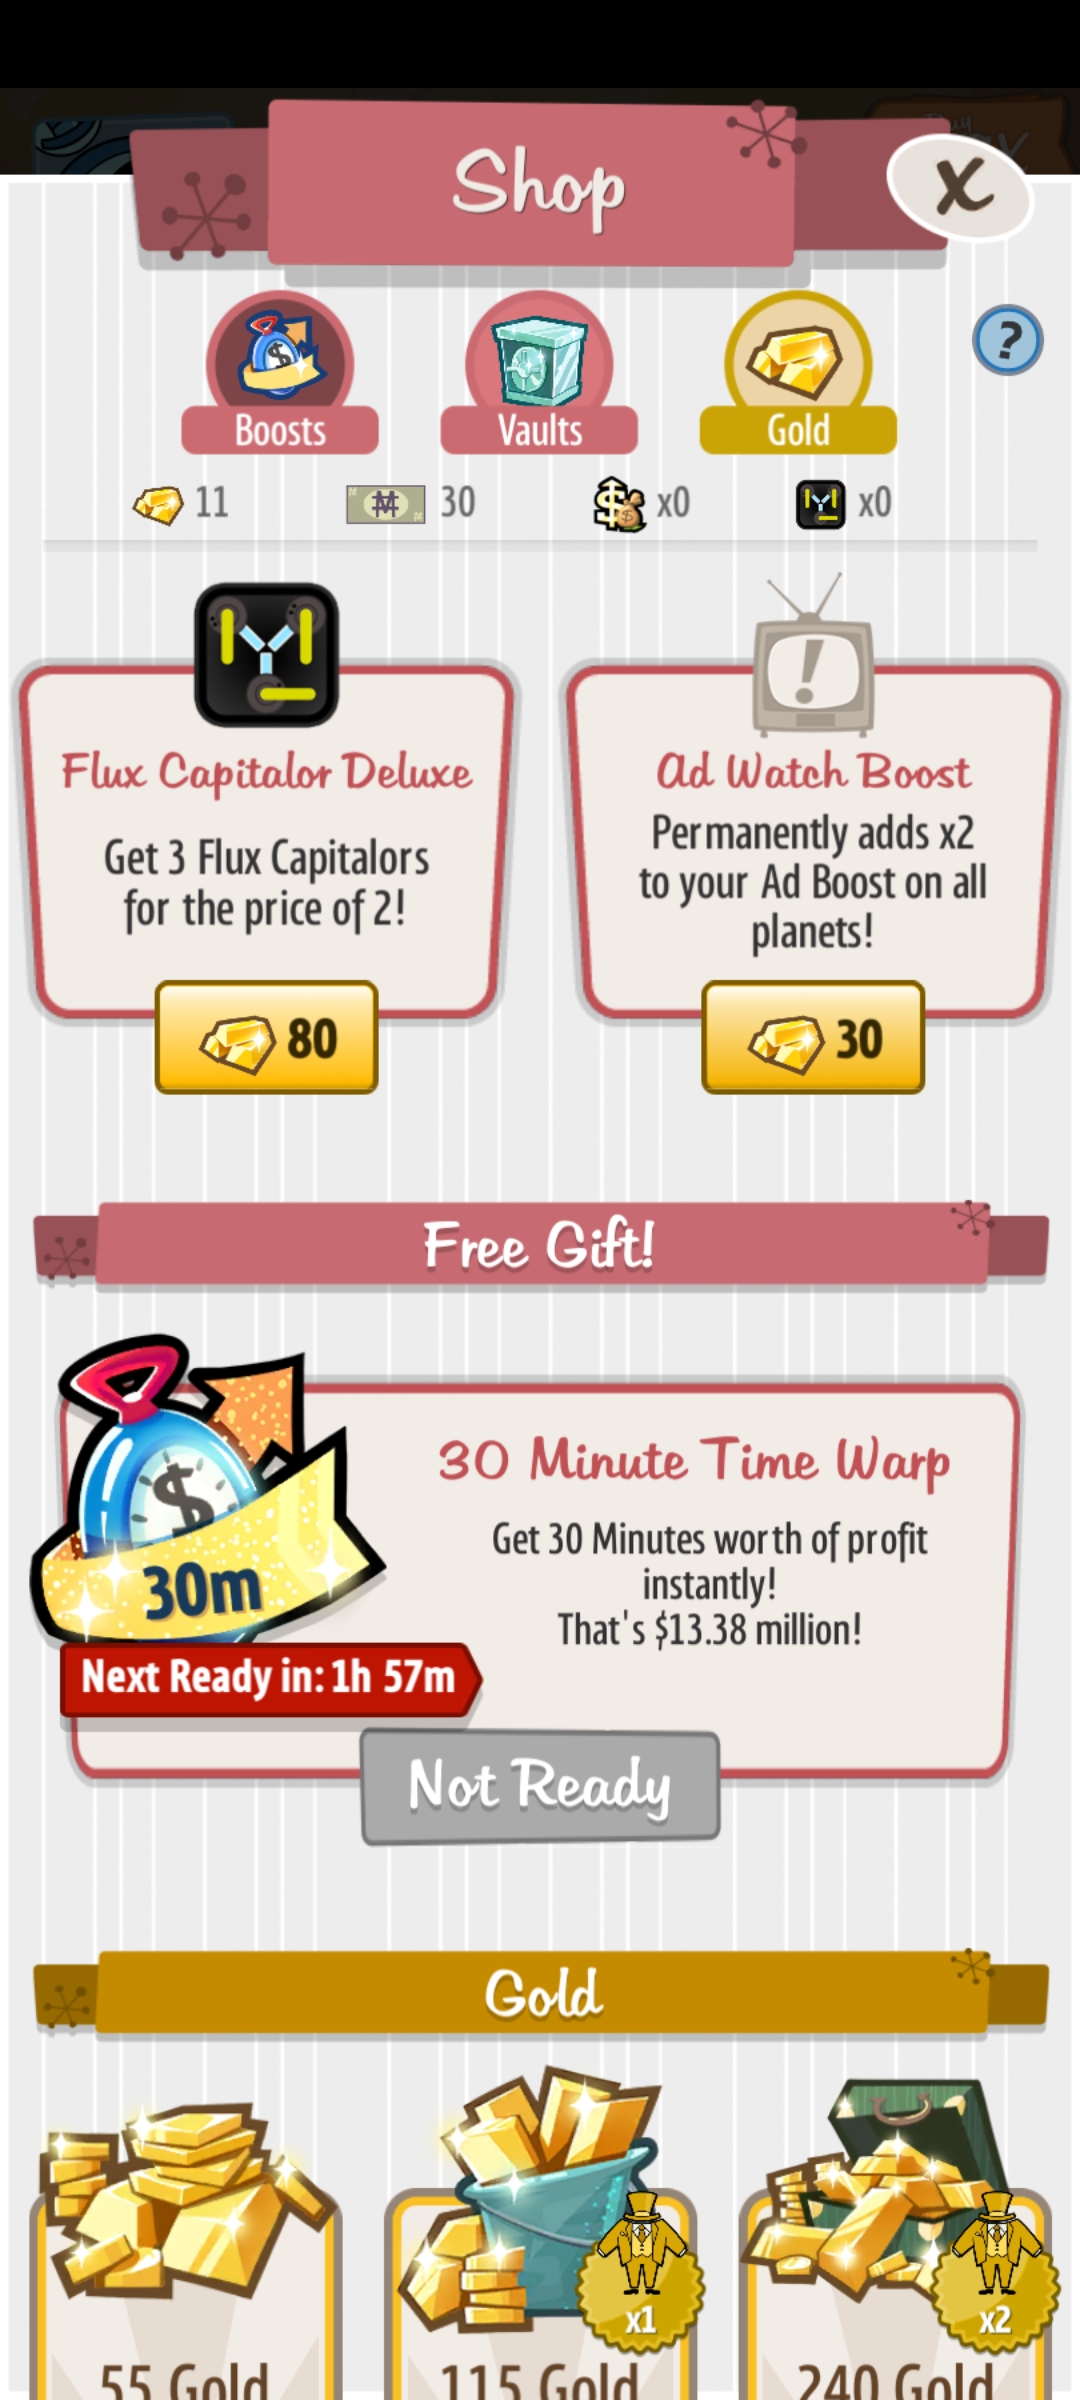 Shop
X
Boosts
Vaults
Gold
?
11
30
x0
x0
Flux Capitalor Deluxe
Get 3 Flux Capitalors
for the price of 2!
80
!
Ad Watch Boost
Permanently adds x2
to your Ad Boost on all
planets!
30
Free Gift!
$
30m
30 Minute Time Warp
Get 30 Minutes worth of profit
instantly!
That's $13.38 million!
Next Ready in: 1h 57m
Not Ready
Gold
x1
x2
55 Gold
115 Gold
240 Gold